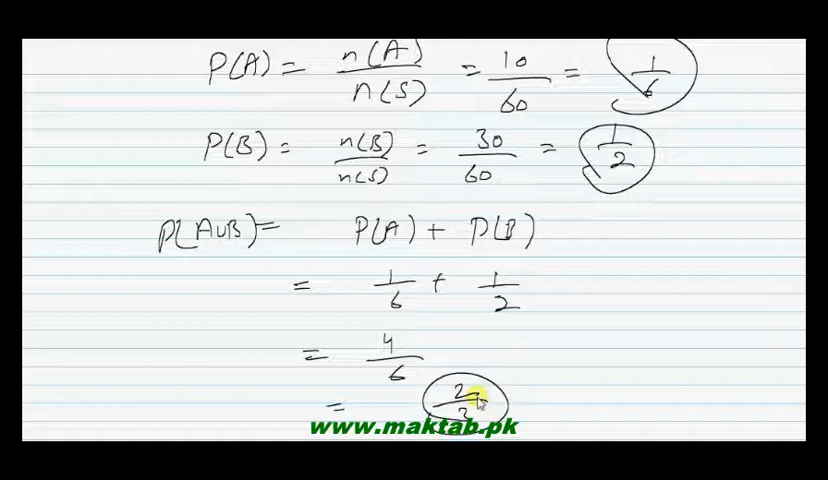 P(A) = n(A)/n(S) = 10/60 = 1/6
P(B) = n(B)/n(S) = 30/60 = 1/2
P(AUB) = P(A) + P(B)
= 1/6 + 1/2
= 4/6
= 2/3
www.maktab.pk